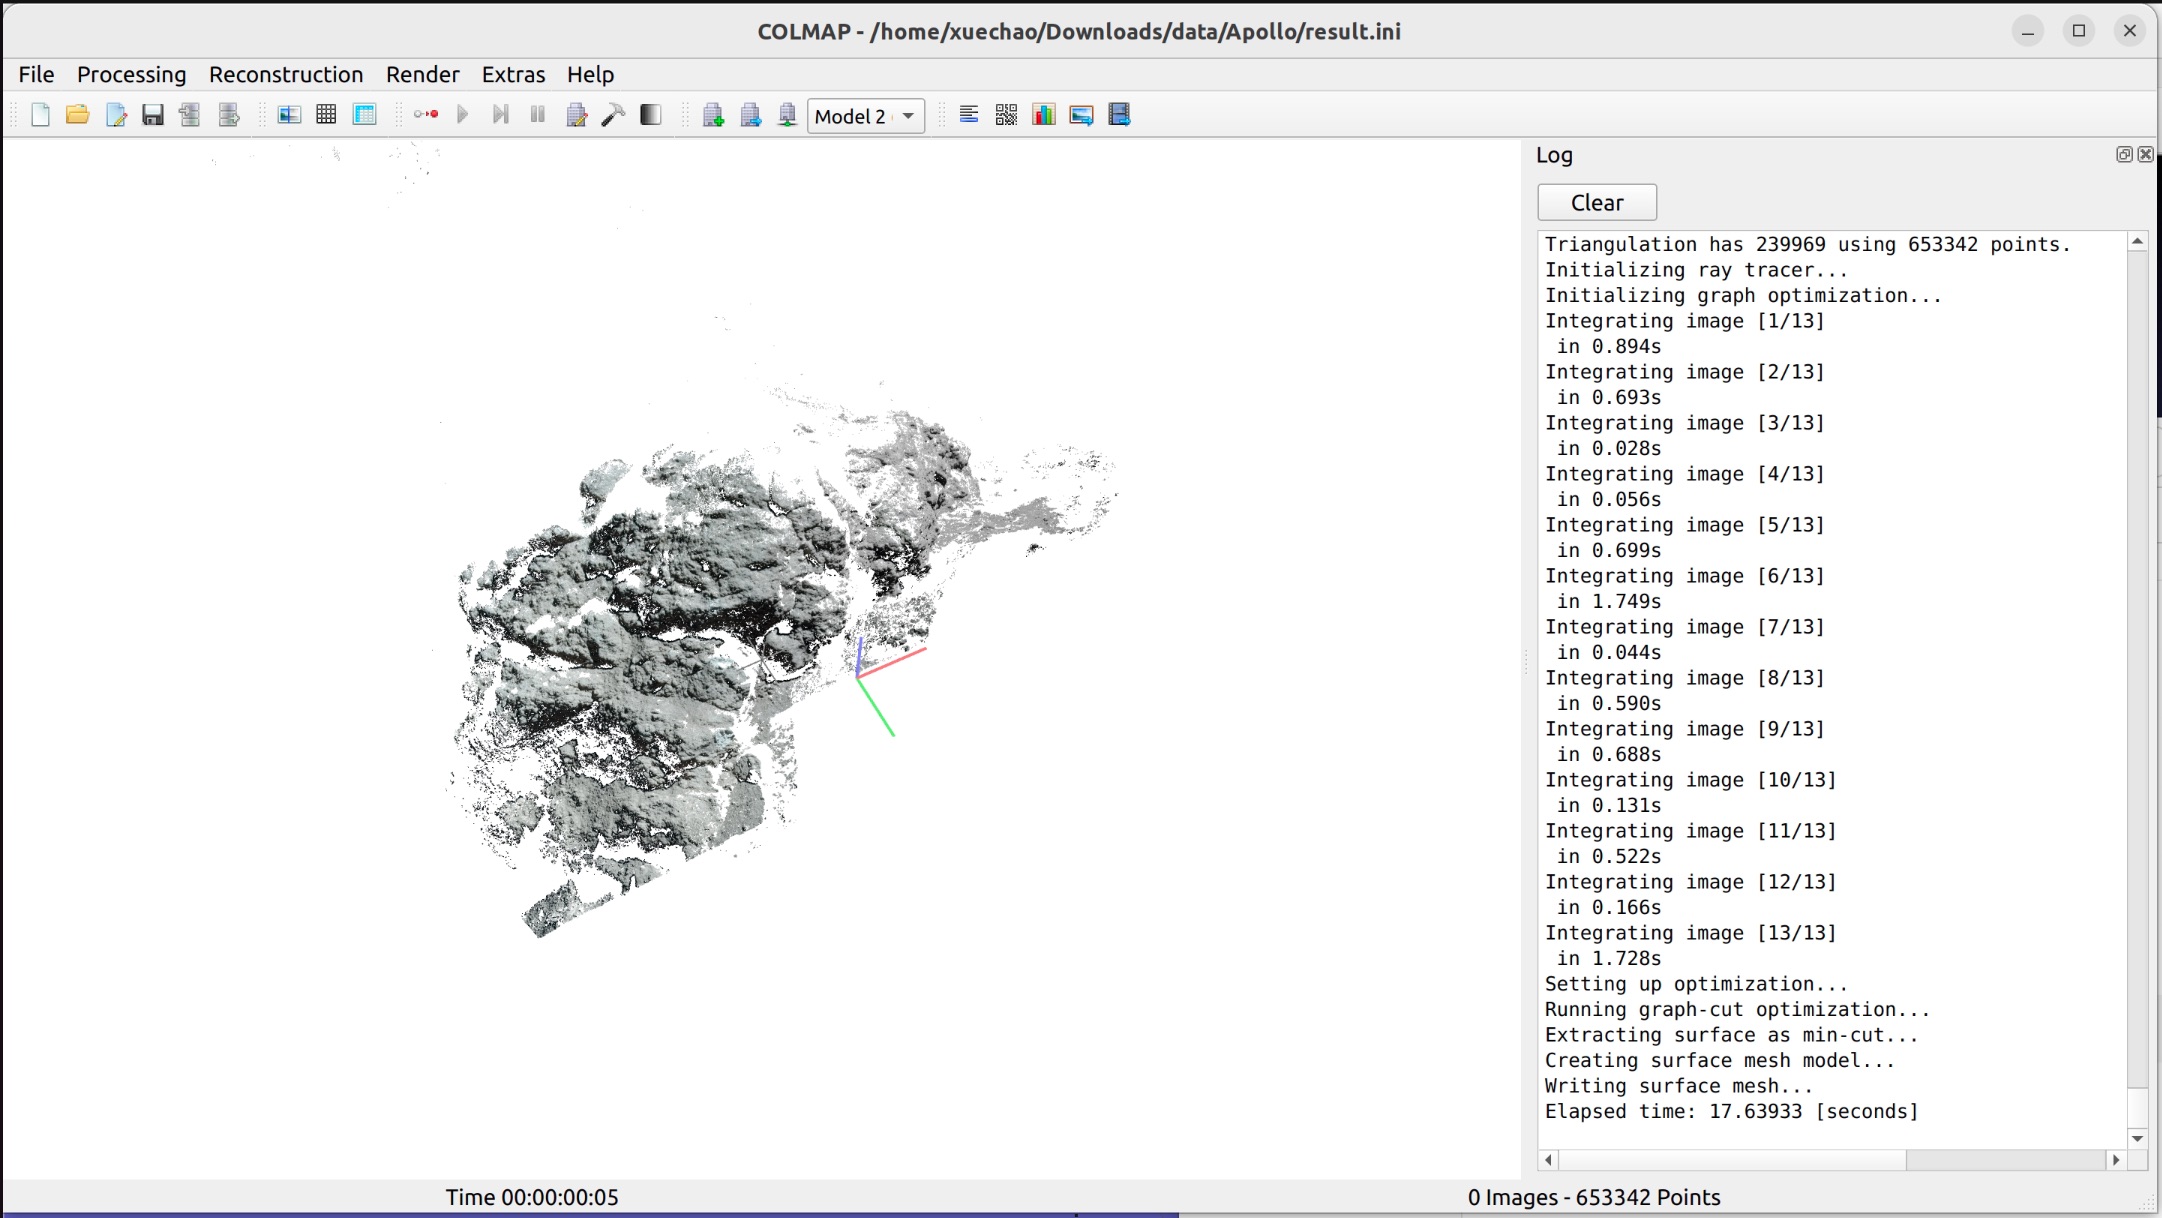 COLMAP - /home/xuechao/Downloads/data/Apollo/result.ini
File Processing Reconstruction Render Extras Help
Model 2
Log
Clear
Triangulation has 239969 using 653342 points.
Initializing ray tracer...
Initializing graph optimization...
Integrating image [1/13]
in 0.894s
Integrating image [2/13]
in 0.693s
Integrating image [3/13]
in 0.028s
Integrating image [4/13]
in 0.056s
Integrating image [5/13]
in 0.699s
Integrating image [6/13]
in 1.749s
Integrating image [7/13]
in 0.044s
Integrating image [8/13]
in 0.590s
Integrating image [9/13]
in 0.688s
Integrating image [10/13]
in 0.131s
Integrating image [11/13]
in 0.522s
Integrating image [12/13]
in 0.166s
Integrating image [13/13]
in 1.728s
Setting up optimization...
Running graph-cut optimization...
Extracting surface as min-cut...
Creating surface mesh model...
Writing surface mesh...
Elapsed time: 17.63933 [seconds]
Time 00:00:00:05
0 Images - 653342 Points